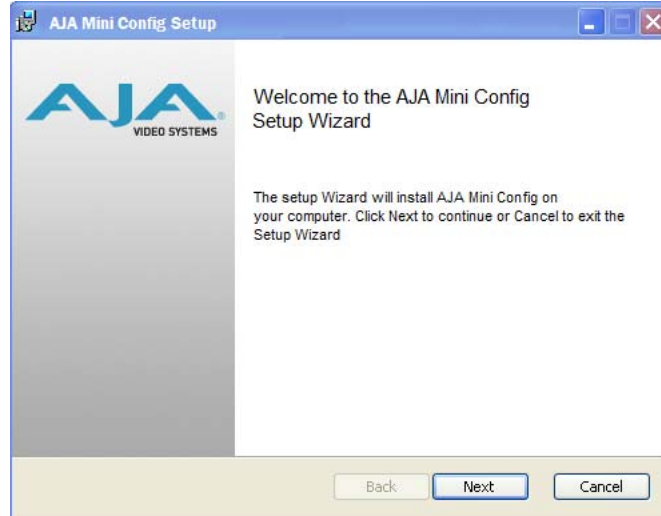 AJA Mini Config Setup
AJA
VIDEO SYSTEMS
Welcome to the AJA Mini Config
Setup Wizard
The setup Wizard will install AJA Mini Config on
your computer. Click Next to continue or Cancel to exit the
Setup Wizard
Back
Next
Cancel